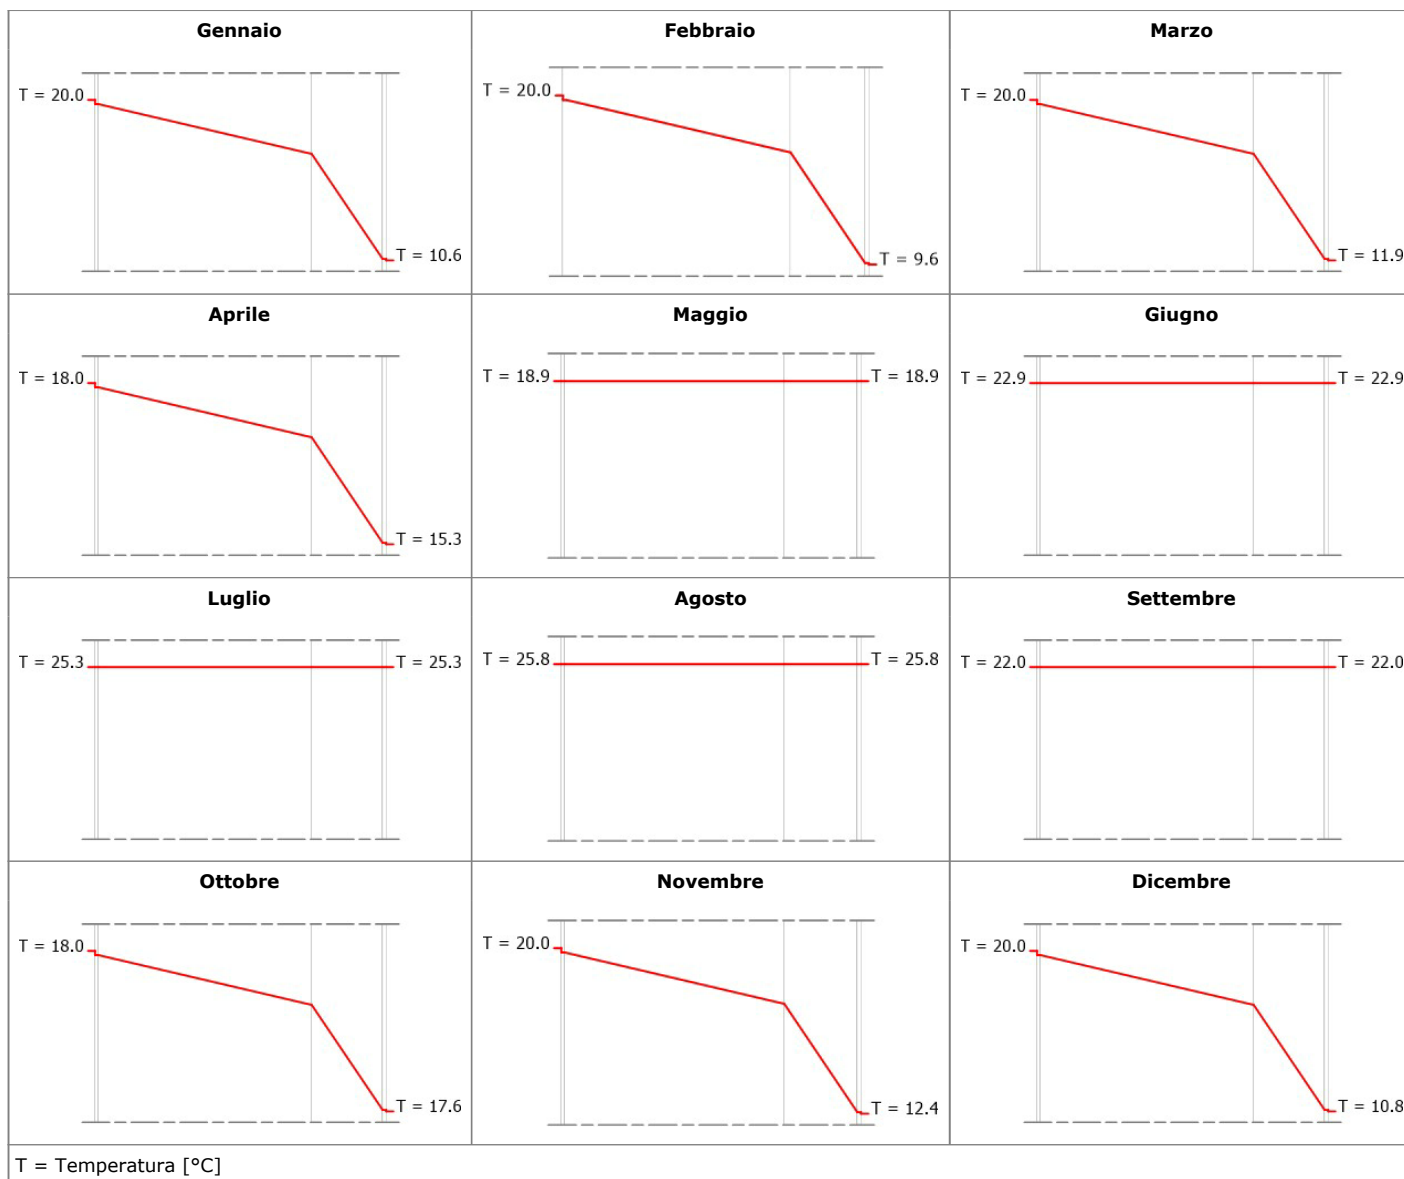 Gennaio
T = 20.0
T = 10.6
Febbraio
T = 20.0
T = 9.6
Marzo
T = 20.0
T = 11.9
Aprile
T = 18.0
T = 15.3
Maggio
T = 18.9
T = 18.9
Giugno
T = 22.9
T = 22.9
Luglio
T = 25.3
T = 25.3
Agosto
T = 25.8
T = 25.8
Settembre
T = 22.0
T = 22.0
Ottobre
T = 18.0
T = 17.6
Novembre
T = 20.0
T = 12.4
Dicembre
T = 20.0
T = 10.8
T = Temperatura [°C]